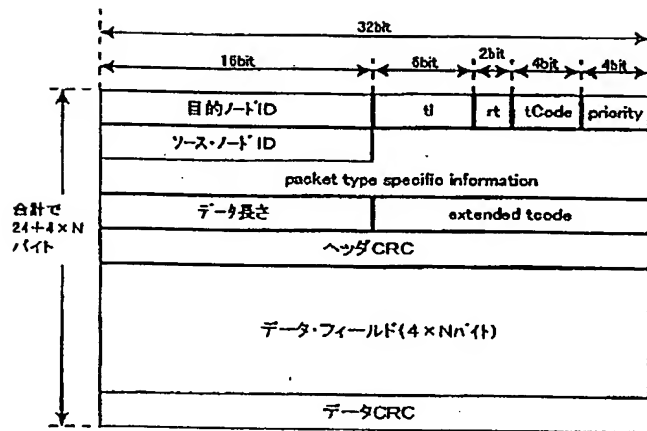 32bit
16bit 6bit 2bit 4bit 4bit
目的ノードID tl rt tCode priority
ソース・ノードID
packet type specific information
データ長さ extended tcode
ヘッダCRC
合計で
24+4×N
バイト
データ・フィールド(4×Nバイト)
データCRC